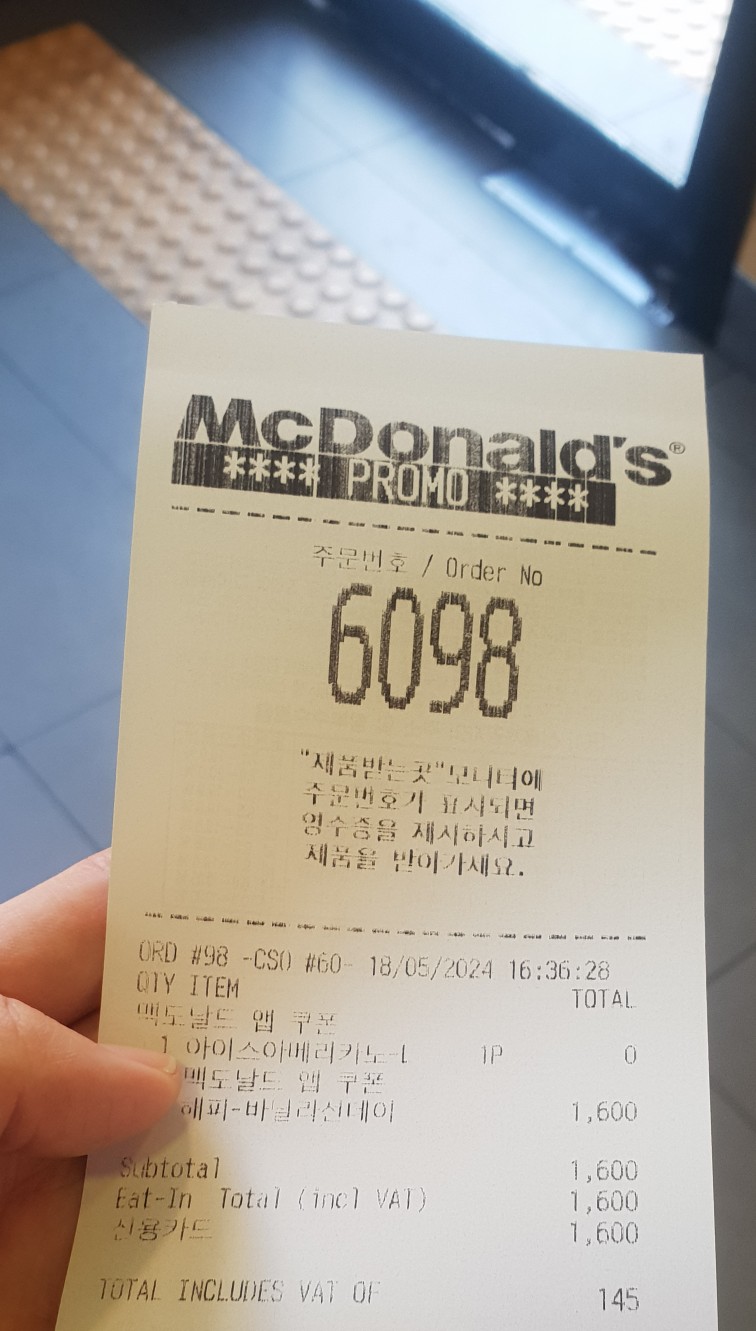 McDonald's®
**** PROMO ****
주문번호 / Order No
6098
"제품받는곳"모니터에
주문번호가 표시되면
영수증을 제시하시고
제품을 받아가세요.
ORD #98 -CSO #60- 18/05/2024 16:36:28
QTY ITEM TOTAL
맥도날드 앱 쿠폰
1 아이스아메리카노-L 1P 0
맥도날드 앱 쿠폰
해피-바닐라선데이 1,600
Subtotal 1,600
Eat-In Total (incl VAT) 1,600
신용카드 1,600
TOTAL INCLUDES VAT OF 145